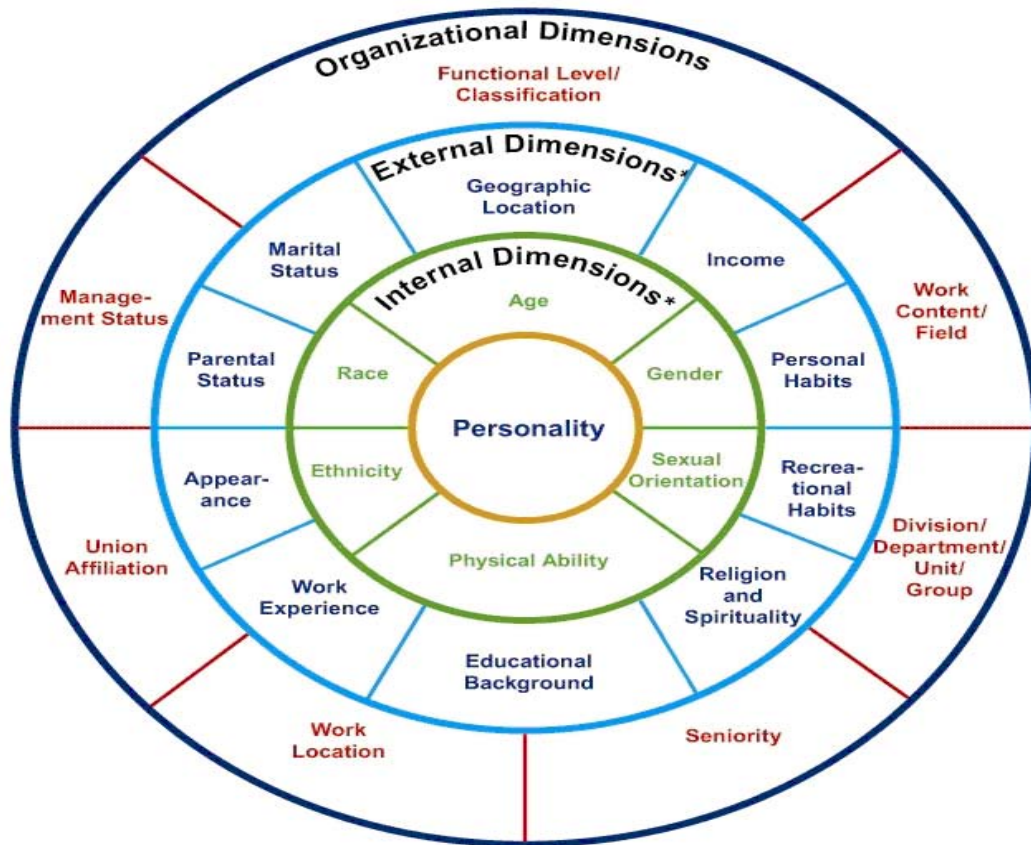 Organizational Dimensions
Functional Level/
Classification
External Dimensions*
Geographic
Location
Marital
Status
Income
Internal Dimensions*
Age
Manage-
ment Status
Work
Content/
Field
Parental
Status
Personal
Habits
Race
Gender
Personality
Ethnicity
Sexual
Orientation
Appear-
ance
Recrea-
tional
Habits
Union
Affiliation
Division/
Department/
Unit/
Group
Physical Ability
Work
Experience
Religion
and
Spirituality
Educational
Background
Work
Location
Seniority